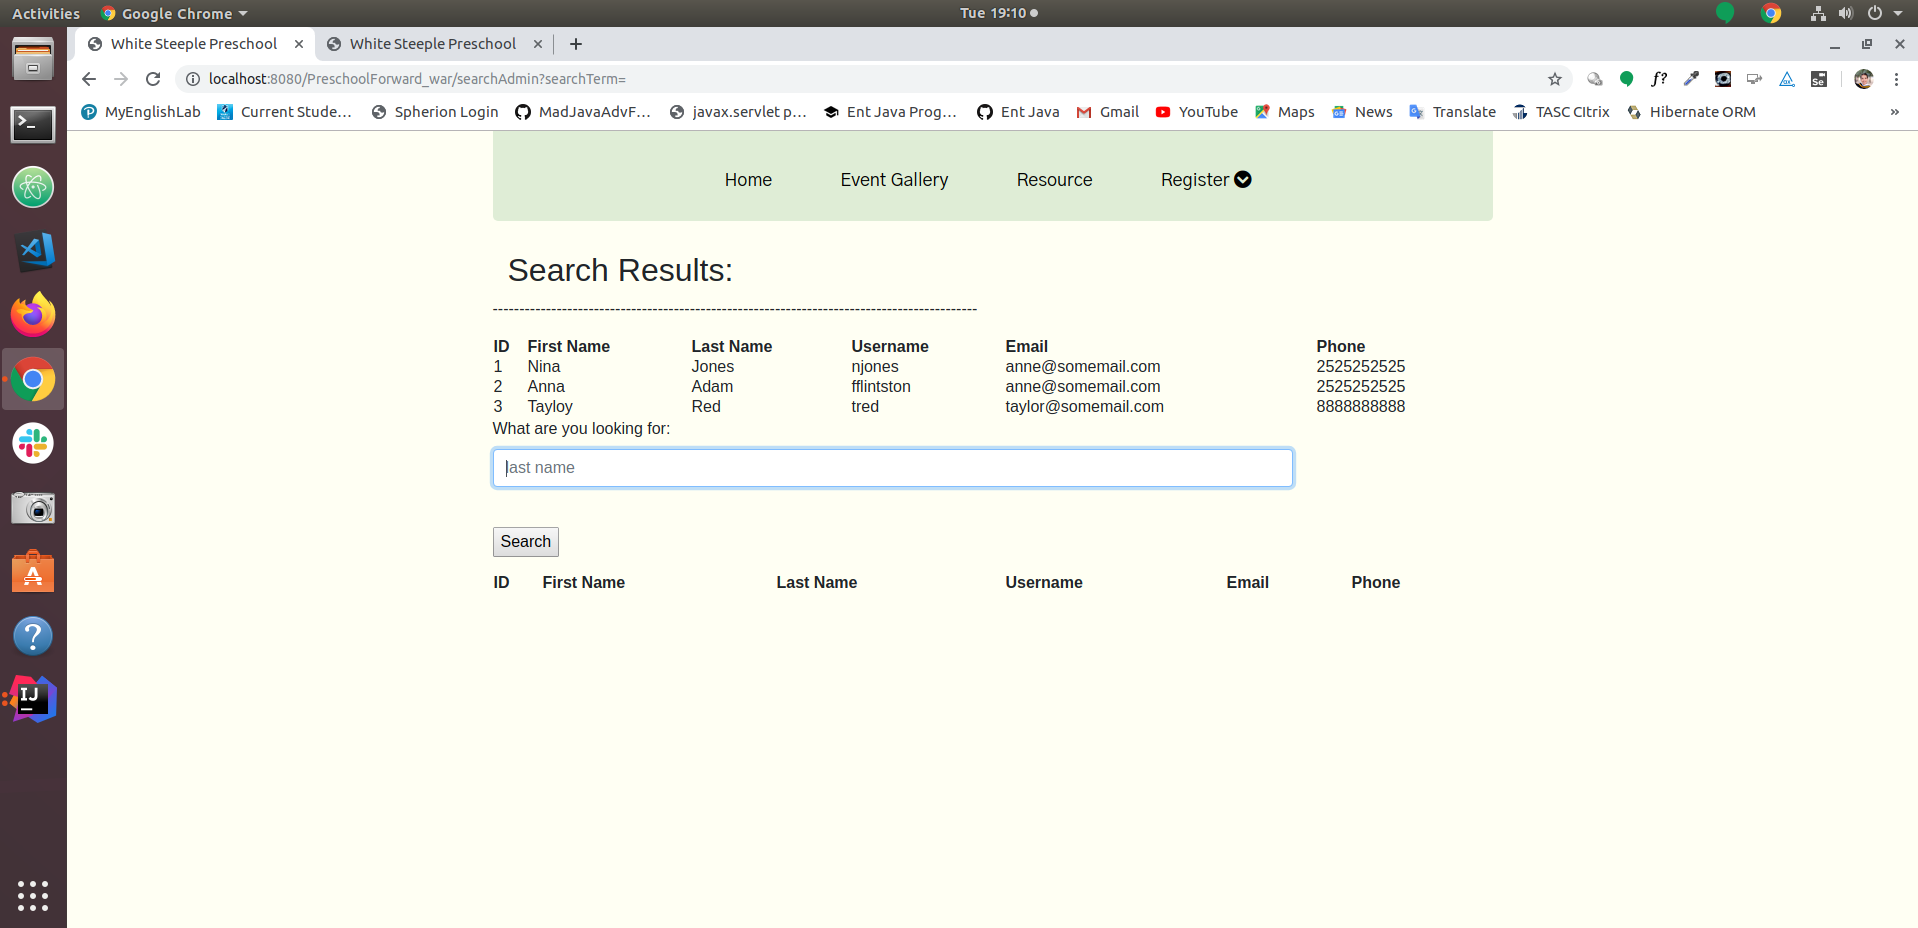 Activities Google Chrome Tue 19:10
White Steeple Preschool White Steeple Preschool
localhost:8080/PreschoolForward_war/searchAdmin?searchTerm= f?
MyEnglishLab Current Stude... Spherion Login MadJavaAdvF... javax.servlet p... Ent Java Prog... Ent Java Gmail YouTube Maps News Translate TASC CItrix Hibernate ORM »
Home Event Gallery Resource Register
Search Results:
ID First Name Last Name Username Email Phone
1 Nina Jones njones anne@somemail.com 2525252525
2 Anna Adam fflintston anne@somemail.com 2525252525
3 Tayloy Red tred taylor@somemail.com 8888888888
What are you looking for:
last name
Search
ID First Name Last Name Username Email Phone
IJ